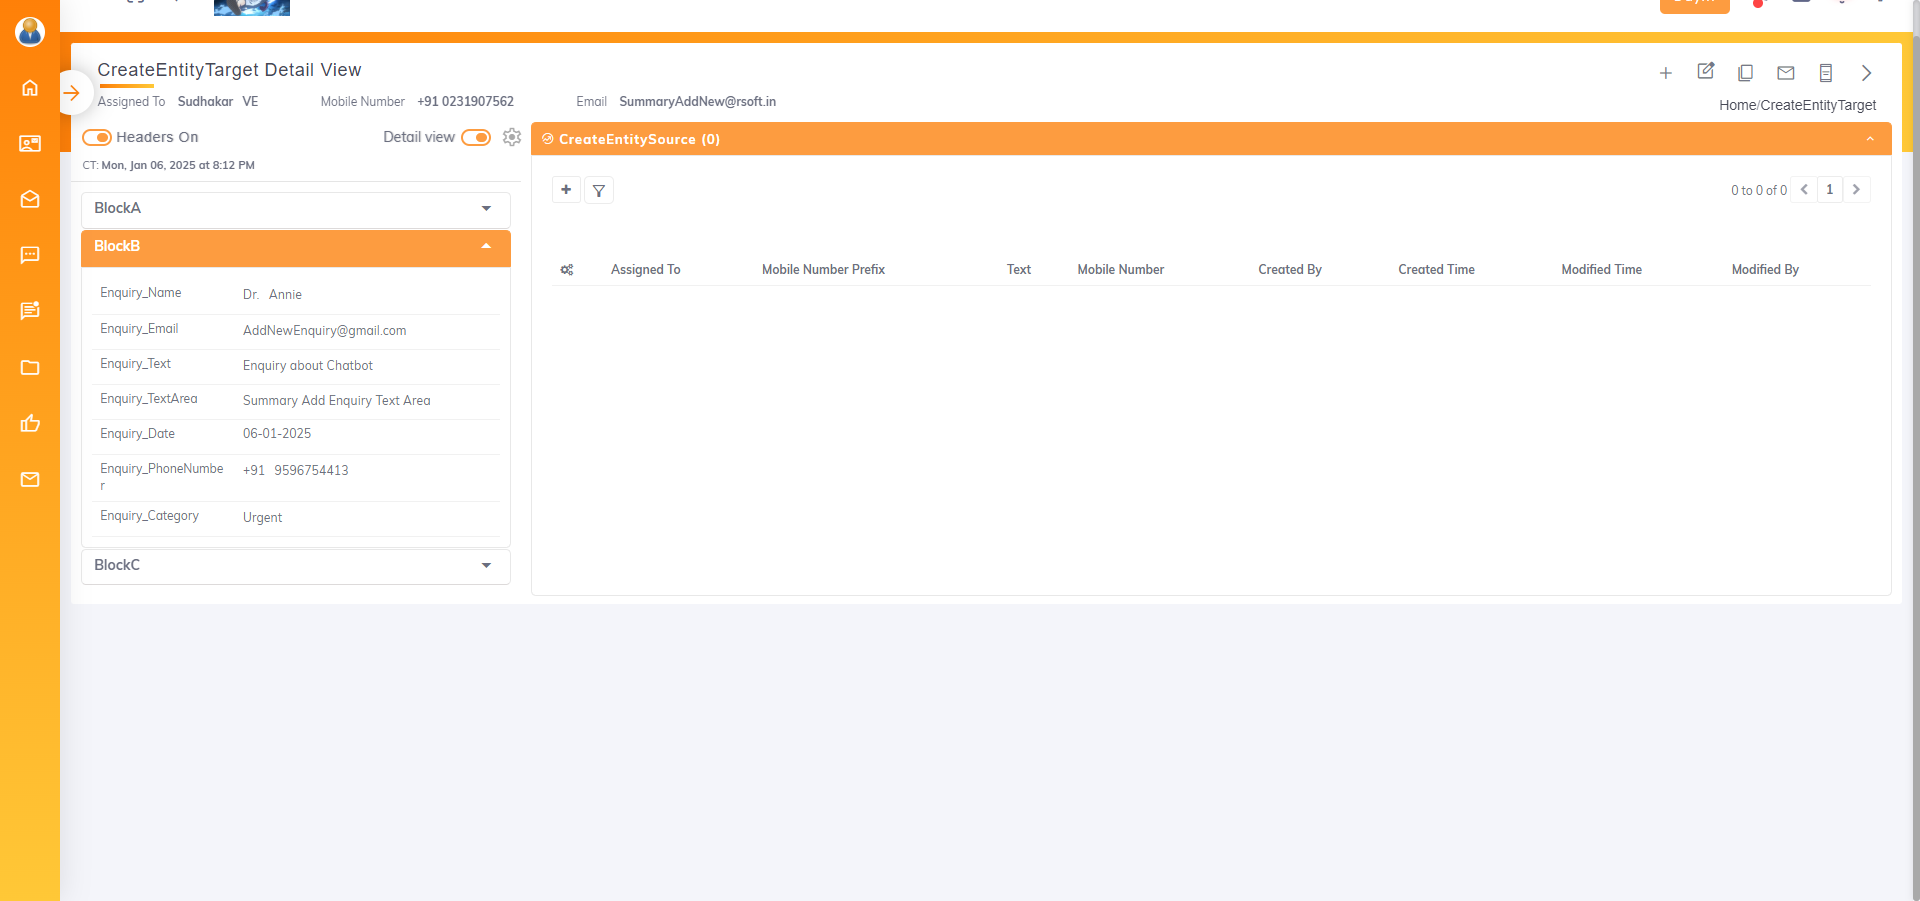 CreateEntityTarget Detail View
Assigned To Sudhakar VE Mobile Number +91 0231907562 Email SummaryAddNew@rsoft.in
Home/CreateEntityTarget
Headers On Detail view
CT: Mon, Jan 06, 2025 at 8:12 PM
BlockA
BlockB
Enquiry_Name Dr. Annie
Enquiry_Email AddNewEnquiry@gmail.com
Enquiry_Text Enquiry about Chatbot
Enquiry_TextArea Summary Add Enquiry Text Area
Enquiry_Date 06-01-2025
Enquiry_PhoneNumbe +91 9596754413
r
Enquiry_Category Urgent
BlockC
CreateEntitySource (0)
0 to 0 of 0 1
Assigned To Mobile Number Prefix Text Mobile Number Created By Created Time Modified Time Modified By